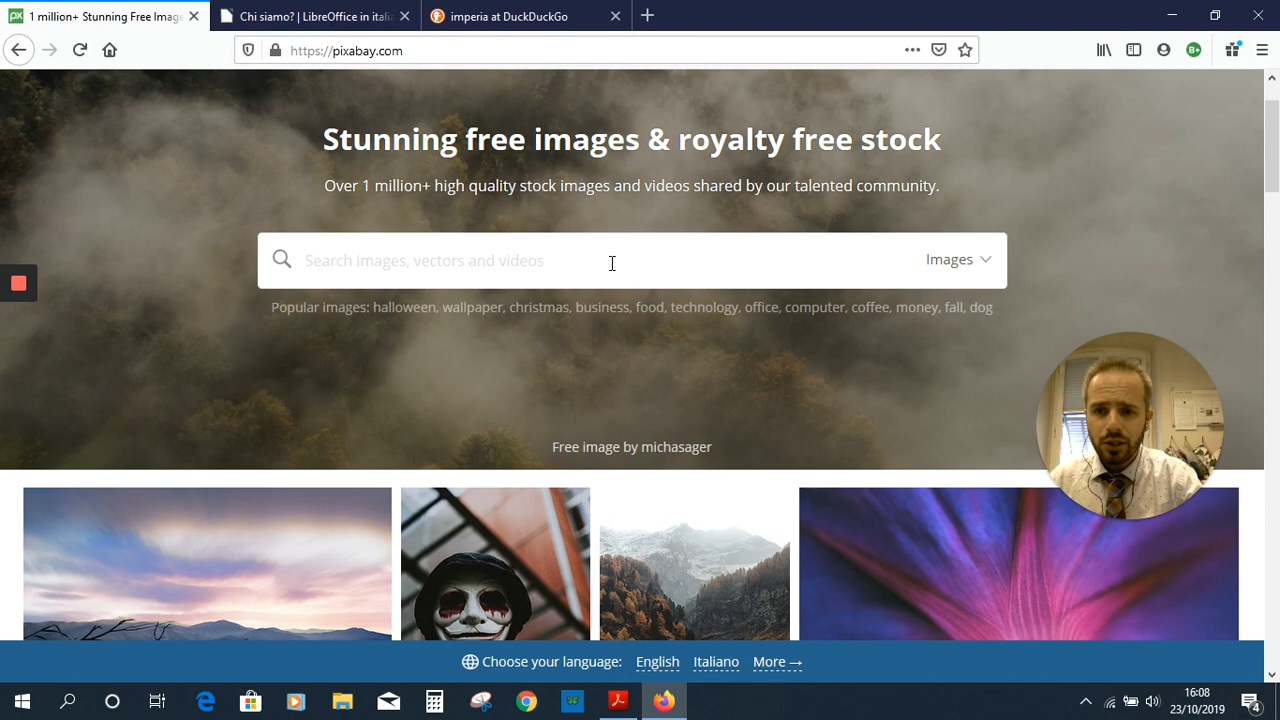 1 million+ Stunning Free Imag
Chi siamo? | LibreOffice in itali
imperia at DuckDuckGo
https://pixabay.com
Stunning free images & royalty free stock
Over 1 million+ high quality stock images and videos shared by our talented community.
Search images, vectors and videos
Images
Popular images: halloween, wallpaper, christmas, business, food, technology, office, computer, coffee, money, fall, dog
Free image by michasager
Choose your language: English Italiano More →
16:08
23/10/2019
4